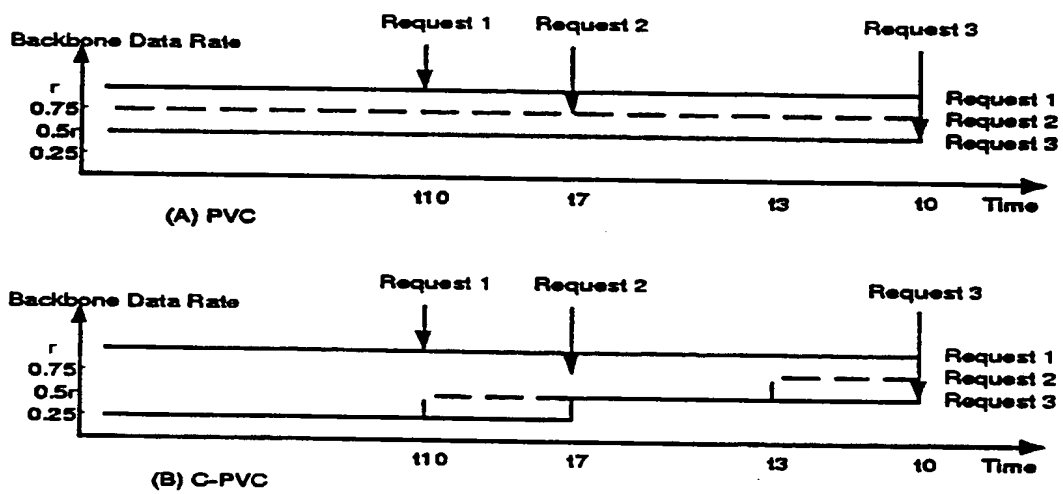 Request 1
Request 2
Request 3
Backbone Data Rate
r
0.75
0.5r
0.25
Request 1
Request 2
Request 3
t10
t7
t3
t0
Time
(A) PVC
Request 1
Request 2
Request 3
Backbone Data Rate
r
0.75
0.5r
0.25
Request 1
Request 2
Request 3
t10
t7
t3
t0
Time
(B) C-PVC